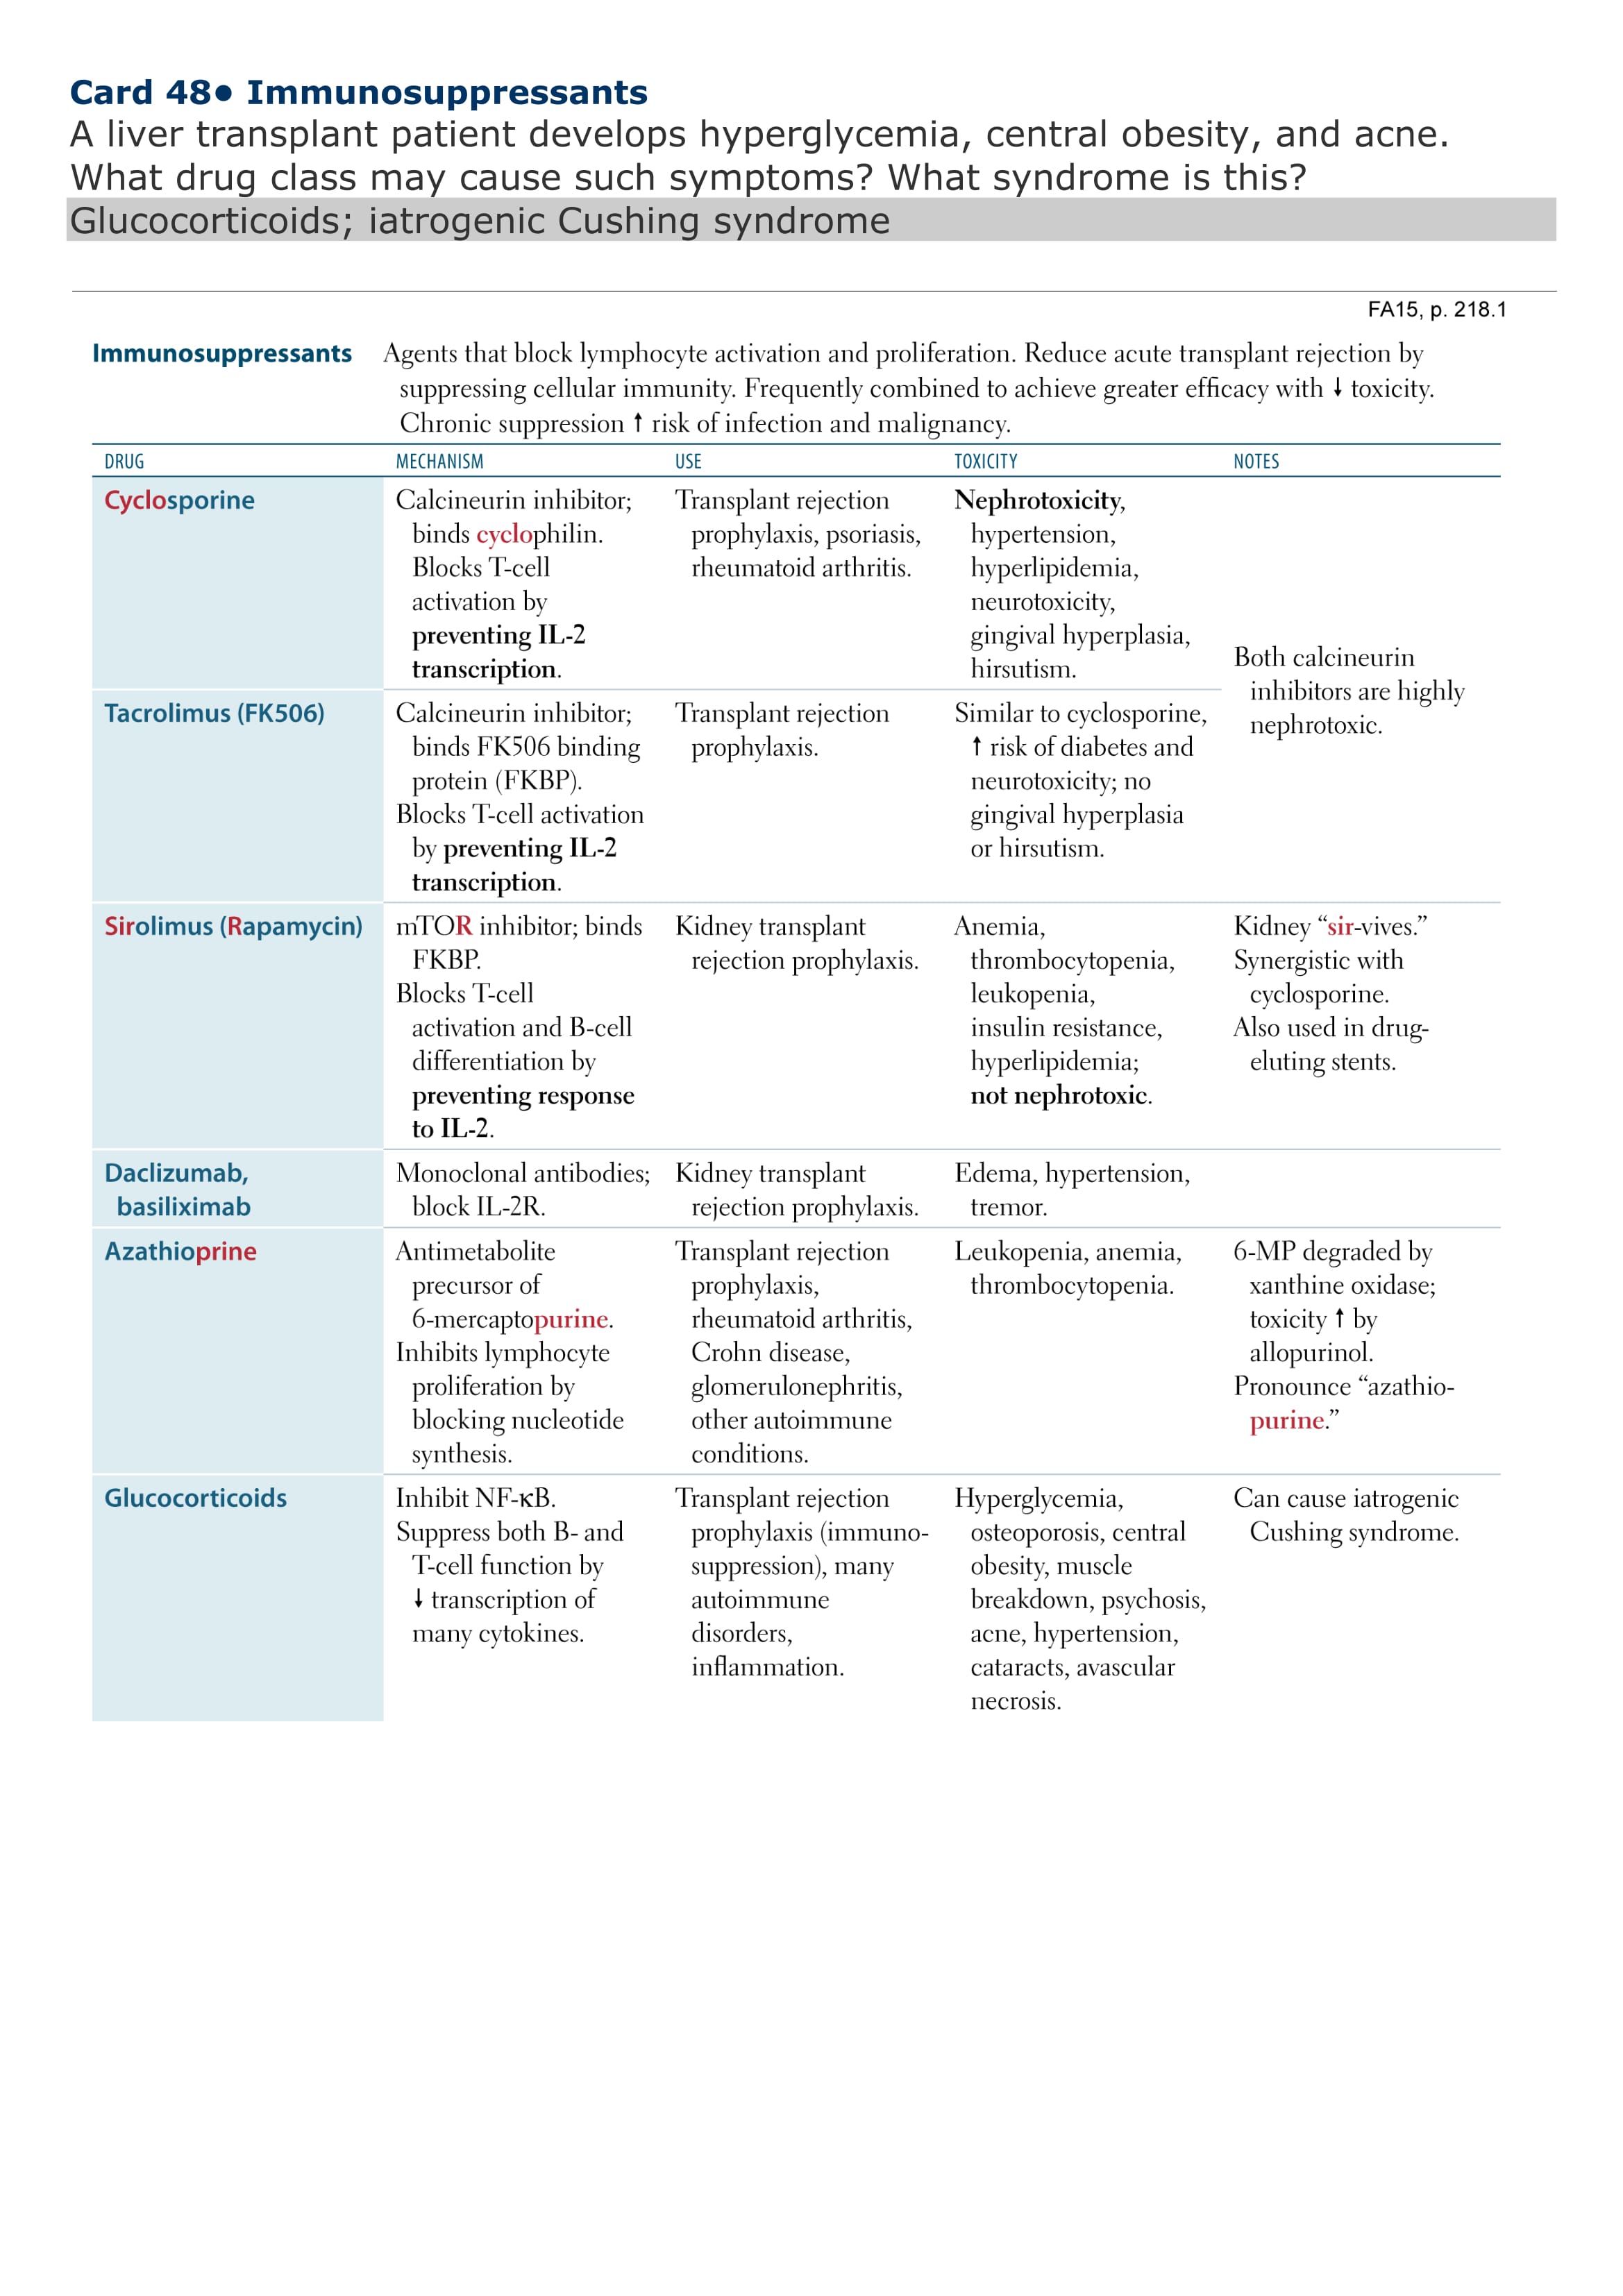 Card 48● Immunosuppressants
A liver transplant patient develops hyperglycemia, central obesity, and acne.
What drug class may cause such symptoms? What syndrome is this?
Glucocorticoids; iatrogenic Cushing syndrome
FA15, p. 218.1
Immunosuppressants
Agents that block lymphocyte activation and proliferation. Reduce acute transplant rejection by
suppressing cellular immunity. Frequently combined to achieve greater efficacy with ↓ toxicity.
Chronic suppression ↑ risk of infection and malignancy.
DRUG MECHANISM USE TOXICITY NOTES
Cyclosporine
Calcineurin inhibitor;
binds cyclophilin.
Blocks T-cell
activation by
preventing IL-2
transcription.
Transplant rejection
prophylaxis, psoriasis,
rheumatoid arthritis.
Nephrotoxicity,
hypertension,
hyperlipidemia,
neurotoxicity,
gingival hyperplasia,
hirsutism.
Both calcineurin
inhibitors are highly
nephrotoxic.
Tacrolimus (FK506)
Calcineurin inhibitor;
binds FK506 binding
protein (FKBP).
Blocks T-cell activation
by preventing IL-2
transcription.
Transplant rejection
prophylaxis.
Similar to cyclosporine,
↑ risk of diabetes and
neurotoxicity; no
gingival hyperplasia
or hirsutism.
Sirolimus (Rapamycin)
mTOR inhibitor; binds
FKBP.
Blocks T-cell
activation and B-cell
differentiation by
preventing response
to IL-2.
Kidney transplant
rejection prophylaxis.
Anemia,
thrombocytopenia,
leukopenia,
insulin resistance,
hyperlipidemia;
not nephrotoxic.
Kidney “sir-vives.”
Synergistic with
cyclosporine.
Also used in drug-
eluting stents.
Daclizumab,
basiliximab
Monoclonal antibodies;
block IL-2R.
Kidney transplant
rejection prophylaxis.
Edema, hypertension,
tremor.
Azathioprine
Antimetabolite
precursor of
6-mercaptopurine.
Inhibits lymphocyte
proliferation by
blocking nucleotide
synthesis.
Transplant rejection
prophylaxis,
rheumatoid arthritis,
Crohn disease,
glomerulonephritis,
other autoimmune
conditions.
Leukopenia, anemia,
thrombocytopenia.
6-MP degraded by
xanthine oxidase;
toxicity ↑ by
allopurinol.
Pronounce “azathio-
purine.”
Glucocorticoids
Inhibit NF-κB.
Suppress both B- and
T-cell function by
↓ transcription of
many cytokines.
Transplant rejection
prophylaxis (immuno-
suppression), many
autoimmune
disorders,
inflammation.
Hyperglycemia,
osteoporosis, central
obesity, muscle
breakdown, psychosis,
acne, hypertension,
cataracts, avascular
necrosis.
Can cause iatrogenic
Cushing syndrome.